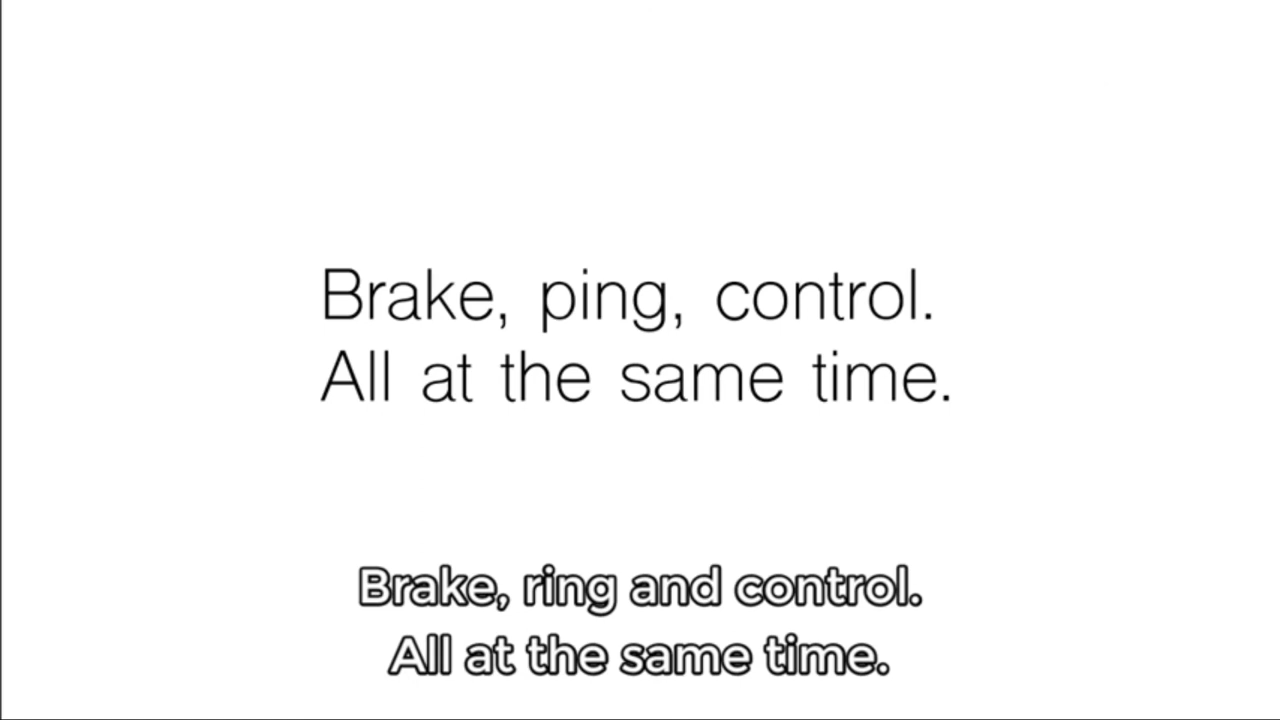 Brake, ping, control.
All at the same time.
Brake, ring and control.
All at the same time.